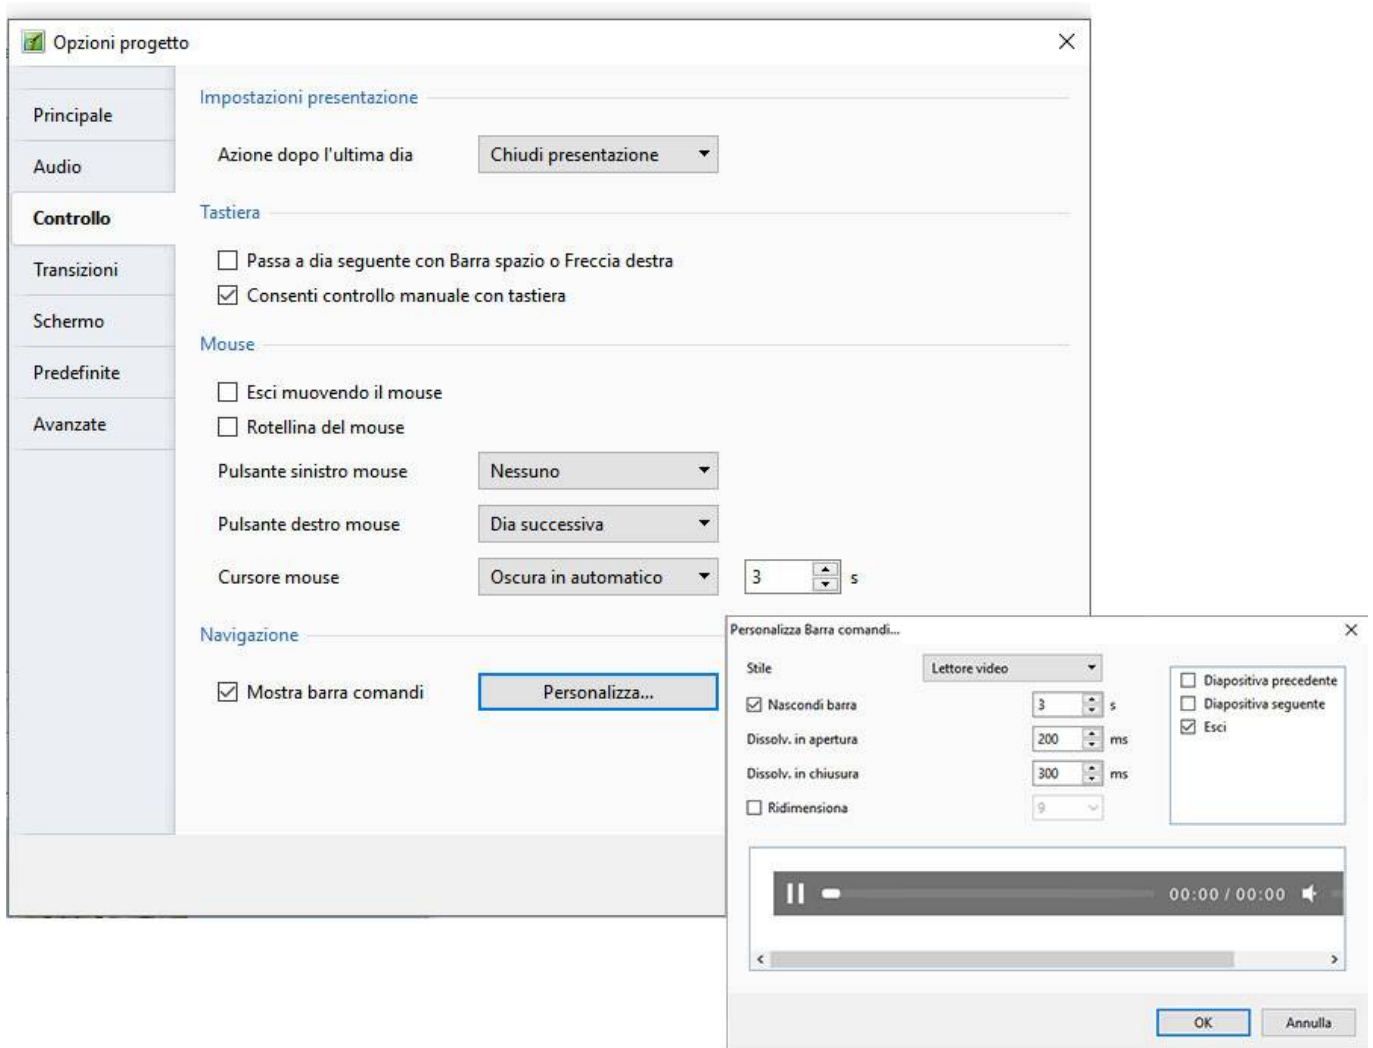 Opzioni progetto
Principale
Audio
Controllo
Transizioni
Schermo
Predefinite
Avanzate
Impostazioni presentazione
Azione dopo l'ultima dia Chiudi presentazione
Tastiera
Passa a dia seguente con Barra spazio o Freccia destra
Consenti controllo manuale con tastiera
Mouse
Esci muovendo il mouse
Rotellina del mouse
Pulsante sinistro mouse Nessuno
Pulsante destro mouse Dia successiva
Cursore mouse Oscura in automatico 3 s
Navigazione
Mostra barra comandi Personalizza...
Personalizza Barra comandi...
Stile Lettore video
Nascondi barra 3 s
Dissolv. in apertura 200 ms
Dissolv. in chiusura 300 ms
Ridimensiona 9
Diapositiva precedente
Diapositiva seguente
Esci
00:00 / 00:00
OK Annulla